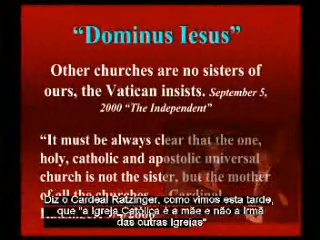 “Dominus Iesus”
Other churches are no sisters of
ours, the Vatican insists. September 5,
2000 “The Independent”
“It must be always clear that the one,
holy, catholic and apostolic universal
church is not the sister, but the mother
of all the churches Cardinal
Diz o Cardeal Ratzinger, como vimos esta tarde,
que "a Igreja Católica é a mãe e não a Irmã
das outras Igrejas"